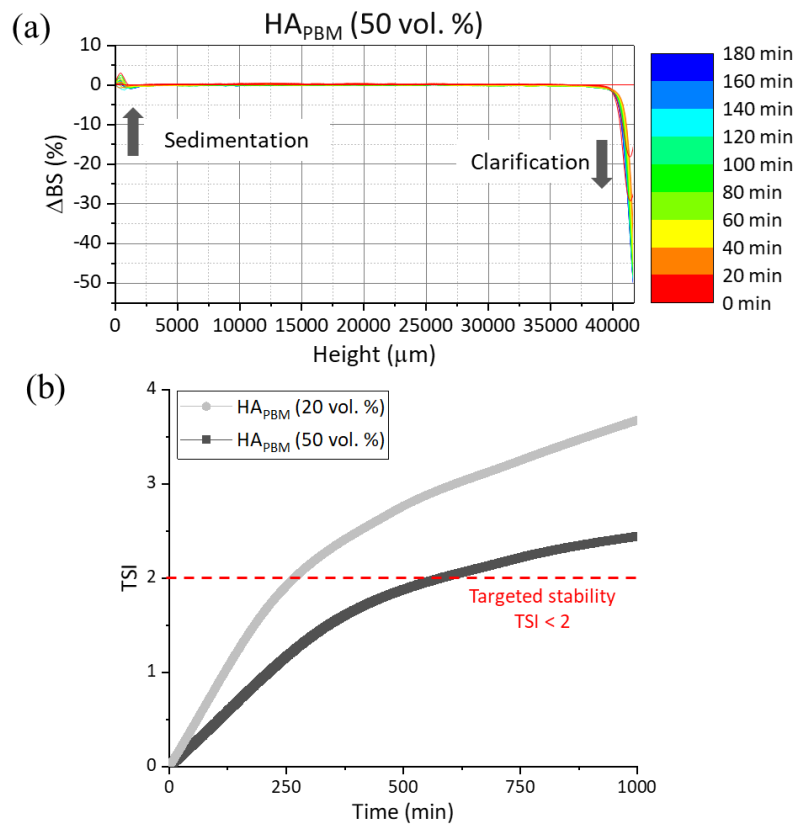 (a)
HA_PBM (50 vol. %)
10
0
-10
-20
-30
-40
-50
ΔBS (%)
Sedimentation
Clarification
0 5000 10000 15000 20000 25000 30000 35000 40000
Height (μm)
180 min
160 min
140 min
120 min
100 min
80 min
60 min
40 min
20 min
0 min
(b)
4
3
2
1
0
TSI
HA_PBM (20 vol. %)
HA_PBM (50 vol. %)
Targeted stability
TSI < 2
0 250 500 750 1000
Time (min)